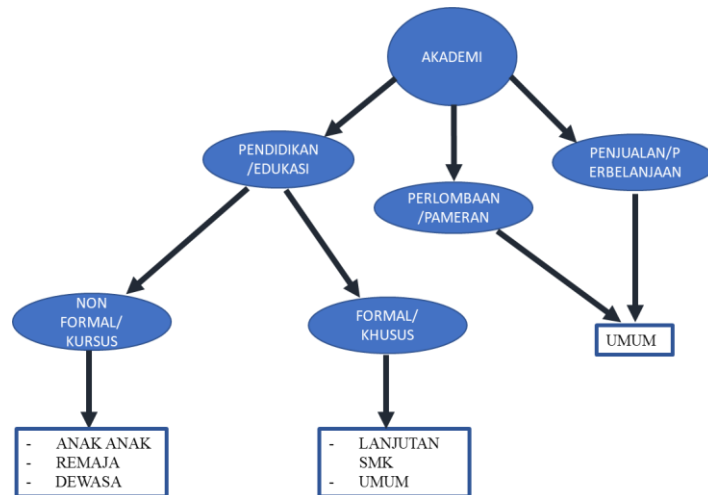 AKADEMI
PENDIDIKAN
/EDUKASI
PENJUALAN/P
ERBELANJAAN
PERLOMBAAN
/PAMERAN
NON
FORMAL/
KURSUS
FORMAL/
KHUSUS
UMUM
- ANAK ANAK
- REMAJA
- DEWASA
- LANJUTAN
SMK
- UMUM